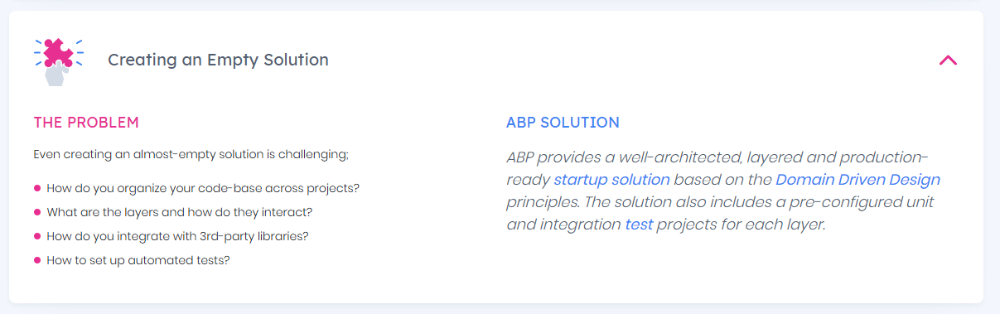 Creating an Empty Solution
THE PROBLEM
Even creating an almost-empty solution is challenging;
How do you organize your code-base across projects?
What are the layers and how do they interact?
How do you integrate with 3rd-party libraries?
How to set up automated tests?
ABP SOLUTION
ABP provides a well-architected, layered and production-
ready startup solution based on the Domain Driven Design
principles. The solution also includes a pre-configured unit
and integration test projects for each layer.